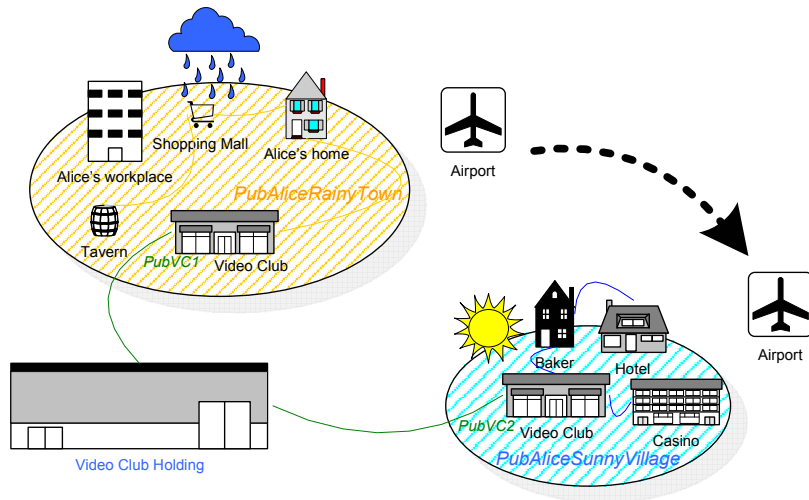 Shopping Mall
Alice's home
Alice's workplace
PubAliceRainyTown
Tavern
PubVC1
Video Club
Airport
Airport
Baker
Hotel
PubVC2
Video Club
Casino
PubAliceSunnyVillage
Video Club Holding